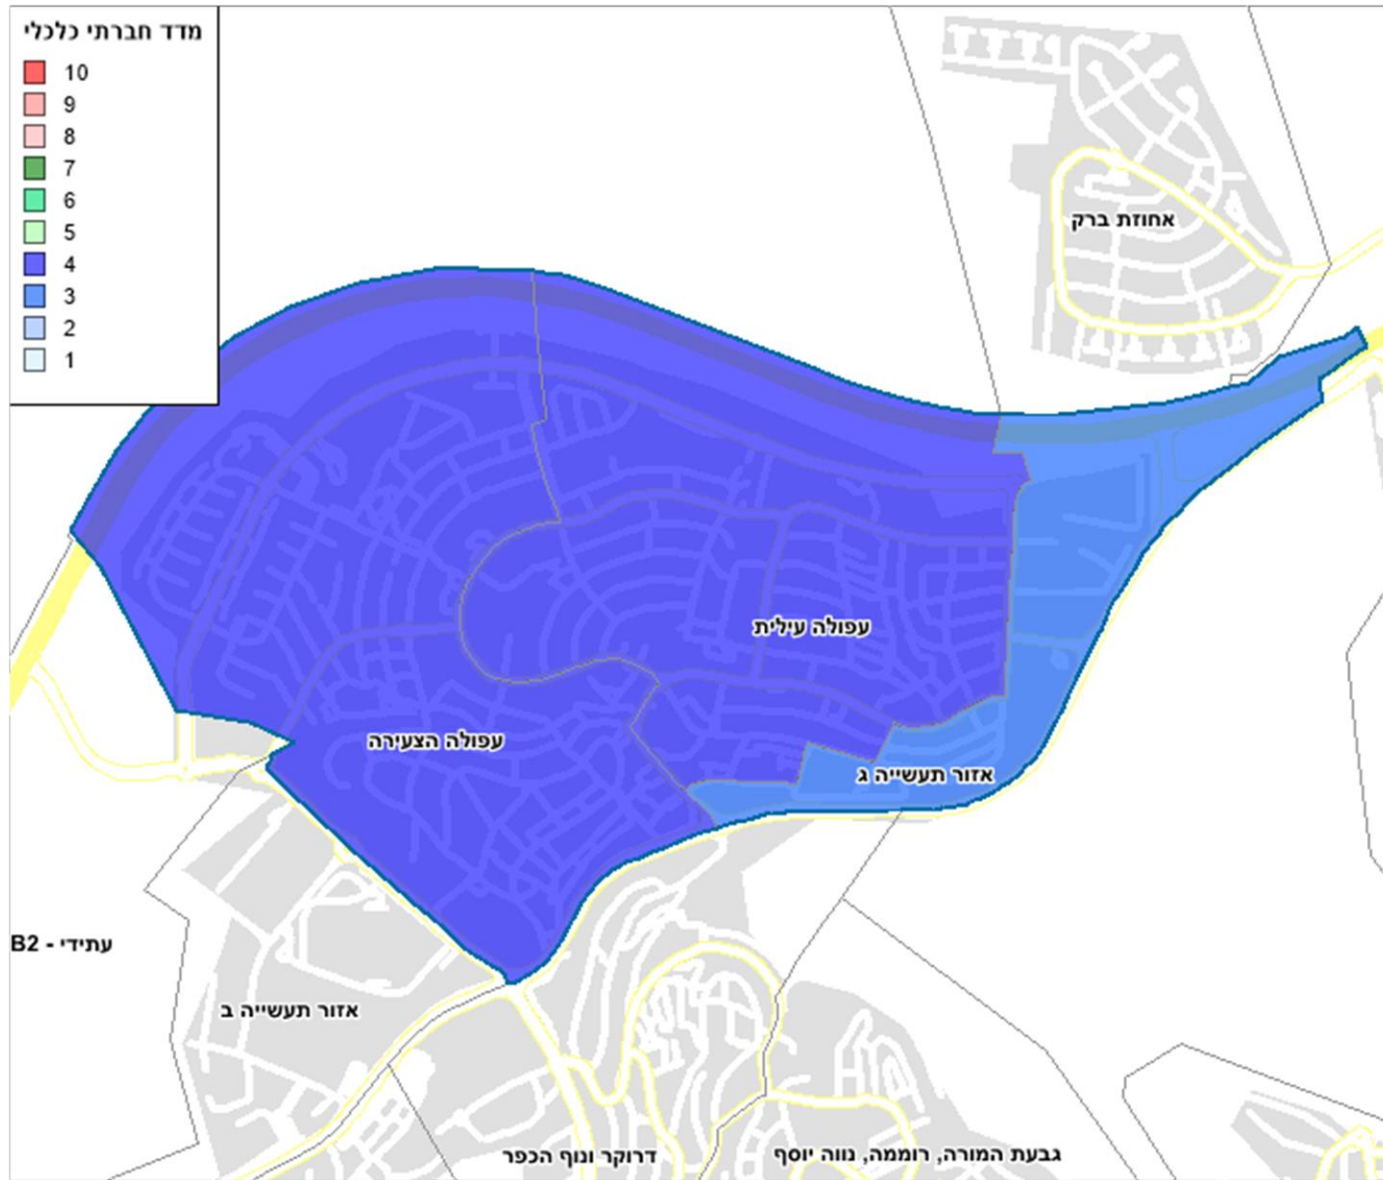 מדד חברתי כלכלי
10
9
8
7
6
5
4
3
2
1
אחוזת ברק
עפולה עילית
עפולה הצעירה
אזור תעשייה ג
עתידי - B2
אזור תעשייה ב
דרוקר ונוף הכפר
גבעת המורה, רוממה, נווה יוסף